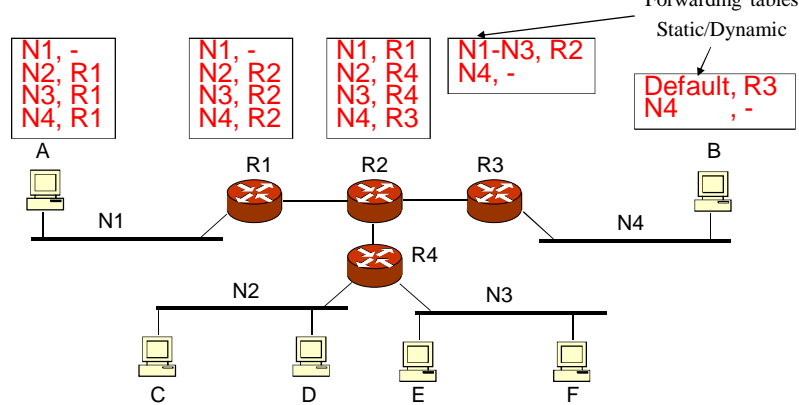 Forwarding tables
Static/Dynamic
N1, -
N2, R1
N3, R1
N4, R1
N1, -
N2, R2
N3, R2
N4, R2
N1, R1
N2, R4
N3, R4
N4, R3
N1-N3, R2
N4, -
Default, R3
N4 , -
A
R1
R2
R3
B
N1
N4
R4
N2
N3
C
D
E
F